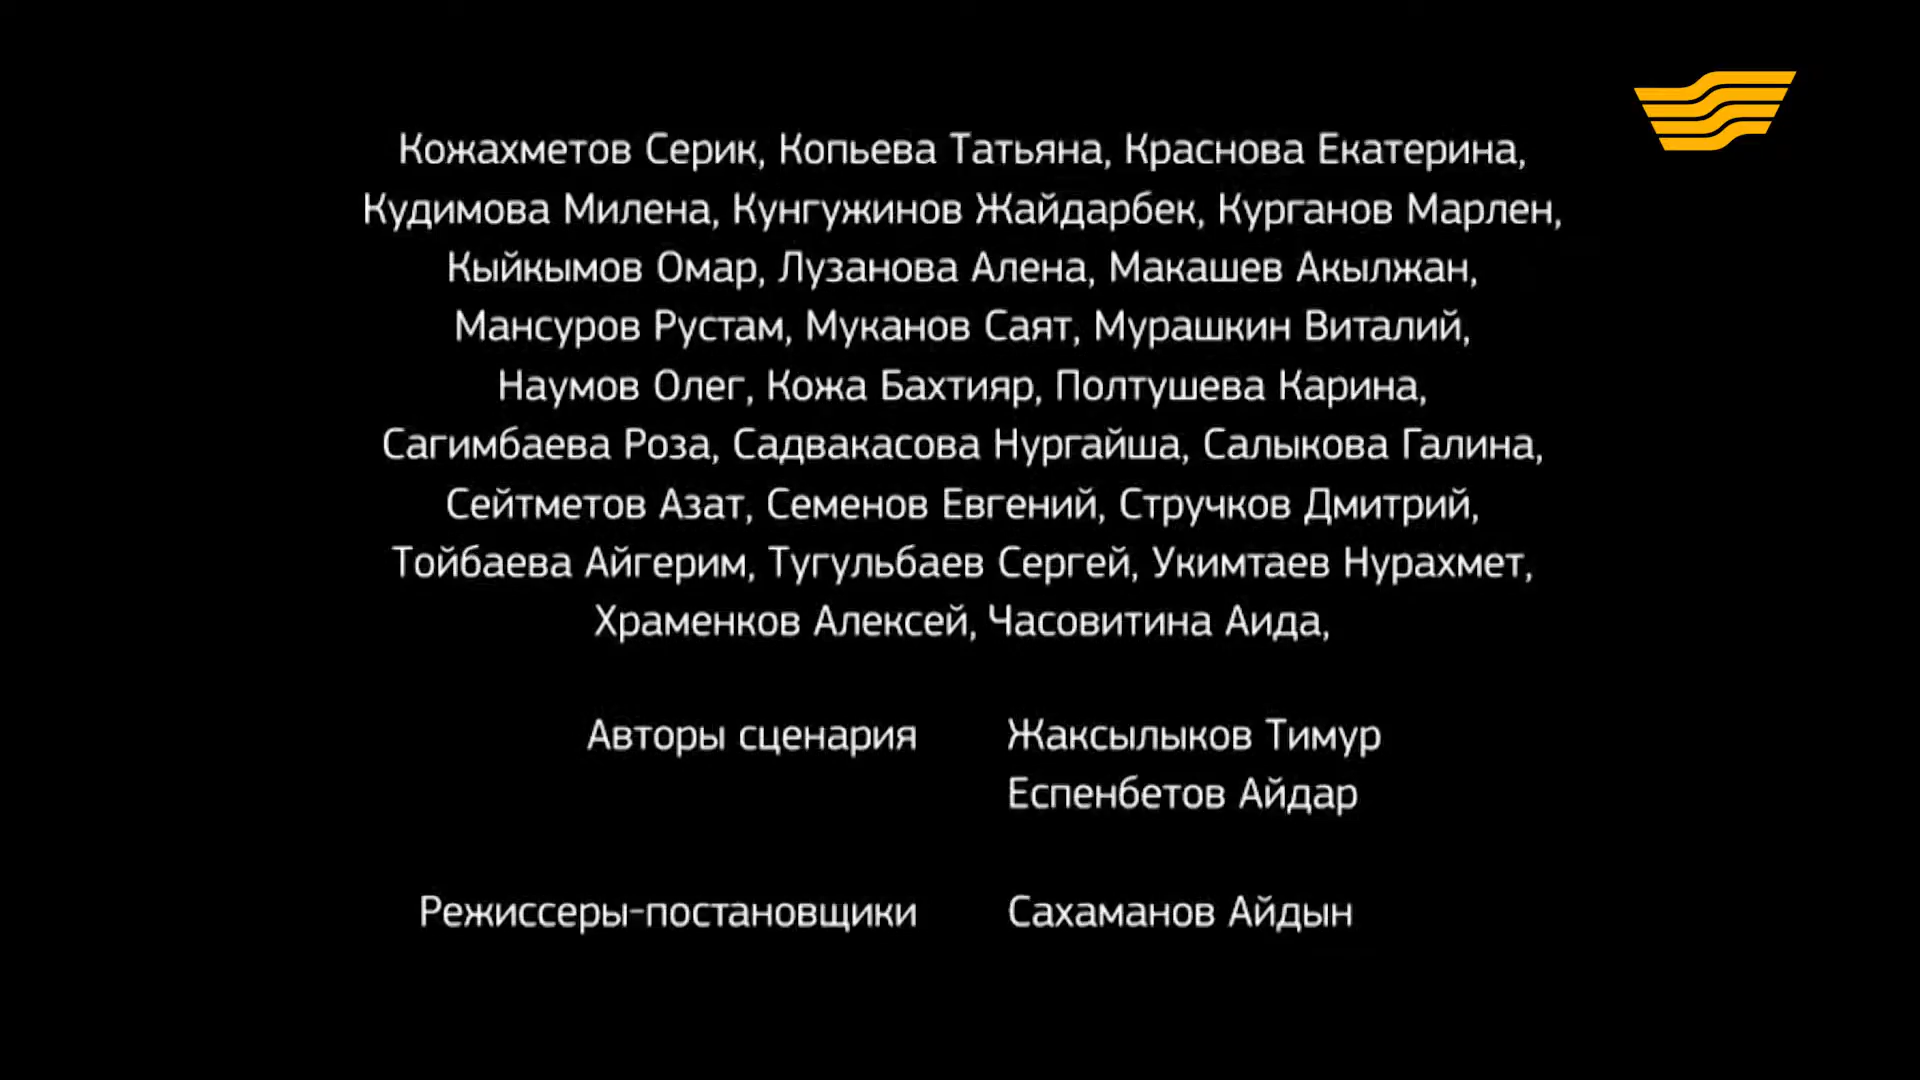 Кожахметов Серик, Копьева Татьяна, Краснова Екатерина,
Кудимова Милена, Кунгужинов Жайдарбек, Курганов Марлен,
Кыйкымов Омар, Лузанова Алена, Макашев Акылжан,
Мансуров Рустам, Муканов Саят, Мурашкин Виталий,
Наумов Олег, Кожа Бахтияр, Полтушева Карина,
Сагимбаева Роза, Садвакасова Нургайша, Салыкова Галина,
Сейтметов Азат, Семенов Евгений, Стручков Дмитрий,
Тойбаева Айгерим, Тугульбаев Сергей, Укимтаев Нурахмет,
Храменков Алексей, Часовитина Аида,
Авторы сценария Жаксылыков Тимур
Еспенбетов Айдар
Режиссеры-постановщики Сахаманов Айдын